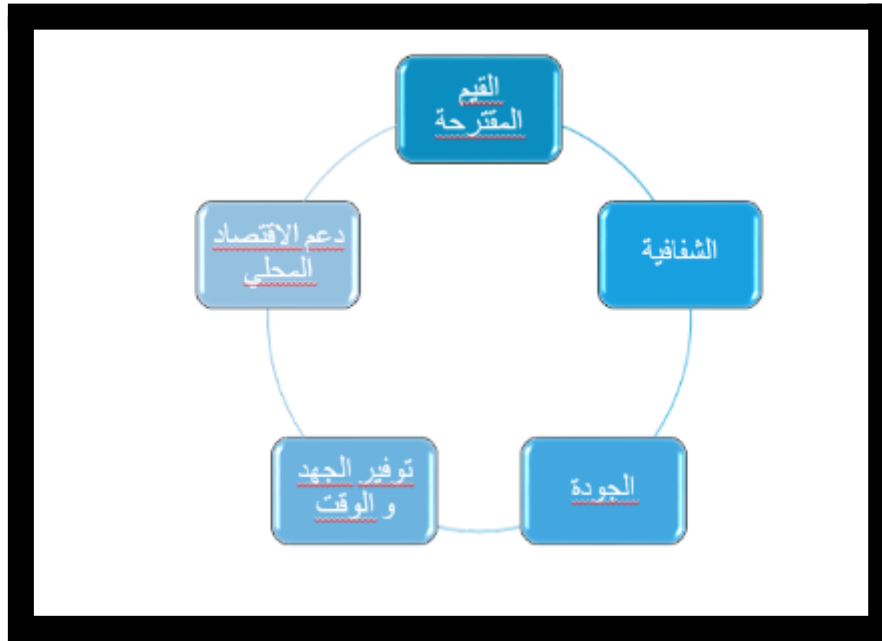 القيم
المقترحة
الشفافية
الجودة
توفير الجهد
و الوقت
دعم الاقتصاد
المحلي